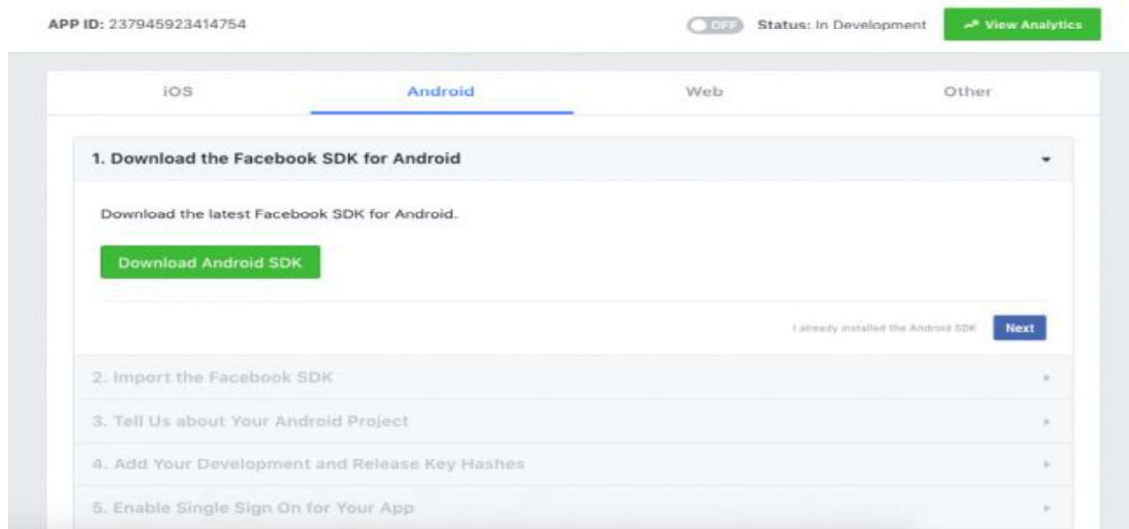 APP ID: 237945923414754 OFF Status: In Development View Analytics
iOS Android Web Other
1. Download the Facebook SDK for Android
Download the latest Facebook SDK for Android.
Download Android SDK
I already installed the Android SDK Next
2. Import the Facebook SDK
3. Tell Us about Your Android Project
4. Add Your Development and Release Key Hashes
5. Enable Single Sign On for Your App